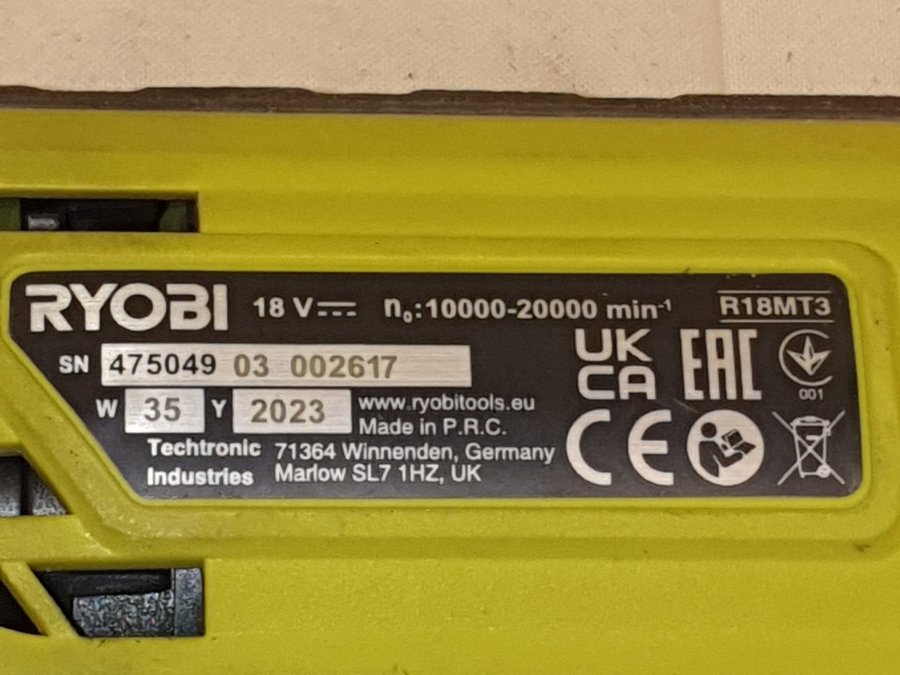 RYOBI 18 V⎓ n₀:10000-20000 min⁻¹ R18MT3
SN 475049 03 002617
W 35 Y 2023 www.ryobitools.eu
Made in P.R.C.
Techtronic 71364 Winnenden, Germany
Industries Marlow SL7 1HZ, UK
UK
CA
EAC
001
CE